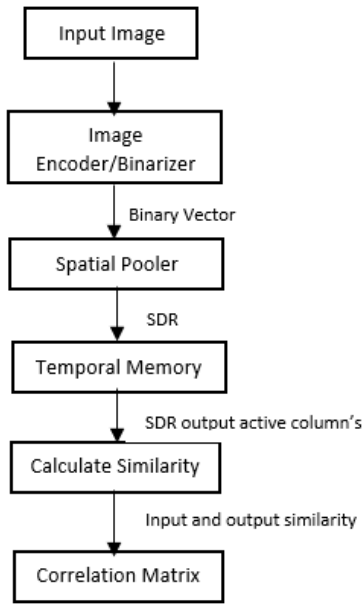 Input Image
Image
Encoder/Binarizer
Binary Vector
Spatial Pooler
SDR
Temporal Memory
SDR output active column's
Calculate Similarity
Input and output similarity
Correlation Matrix